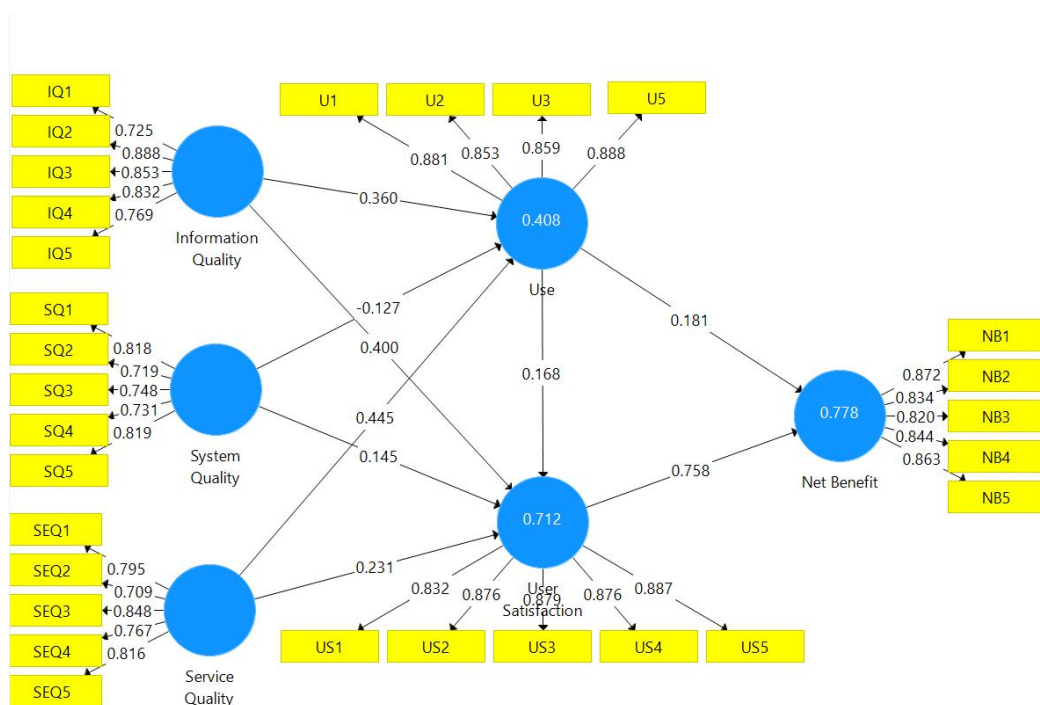 IQ1
IQ2
IQ3
IQ4
IQ5
0.725
0.888
0.853
0.832
0.769
Information
Quality
SQ1
SQ2
SQ3
SQ4
SQ5
0.818
0.719
0.748
0.731
0.819
System
Quality
SEQ1
SEQ2
SEQ3
SEQ4
SEQ5
0.795
0.709
0.848
0.767
0.816
Service
Quality
U1
U2
U3
U5
0.881
0.853
0.859
0.888
0.360
-0.127
0.400
0.445
0.145
0.231
0.408
Use
0.168
0.181
0.712
User
Satisfaction
0.758
0.832
0.876
0.879
0.876
0.887
US1
US2
US3
US4
US5
0.778
Net Benefit
0.872
0.834
0.820
0.844
0.863
NB1
NB2
NB3
NB4
NB5